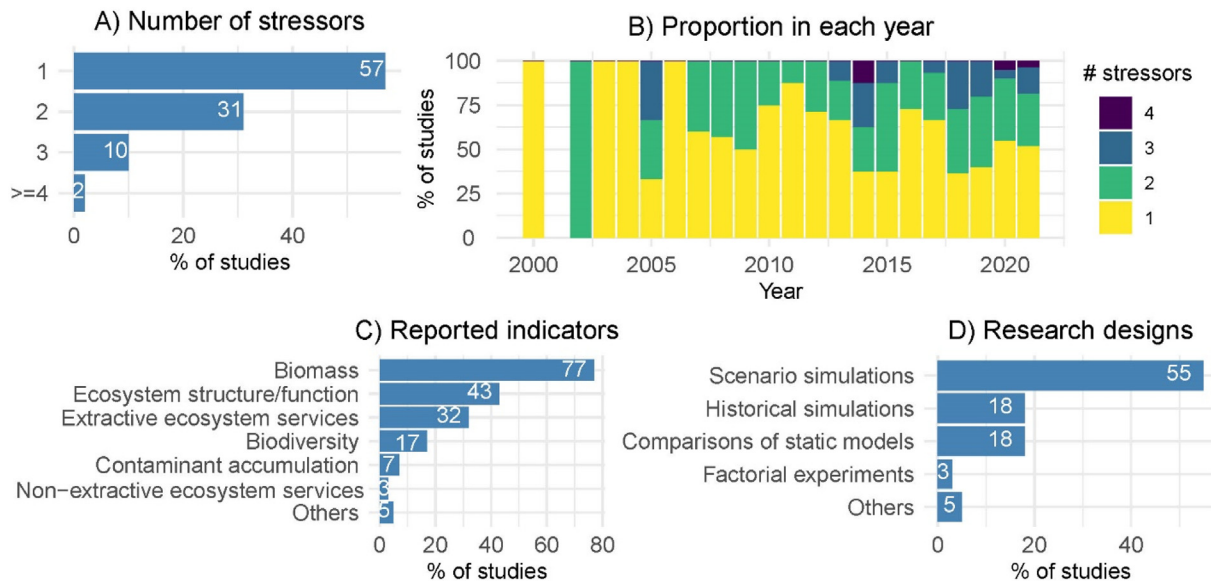 A) Number of stressors
1
57
2
31
3
10
>=4
2
0
20
40
% of studies
B) Proportion in each year
100
75
50
25
0
% of studies
2000
2005
2010
2015
2020
Year
# stressors
4
3
2
1
C) Reported indicators
Biomass
77
Ecosystem structure/function
43
Extractive ecosystem services
32
Biodiversity
17
Contaminant accumulation
7
Non−extractive ecosystem services
3
Others
5
0
20
40
60
80
% of studies
D) Research designs
Scenario simulations
55
Historical simulations
18
Comparisons of static models
18
Factorial experiments
3
Others
5
0
20
40
% of studies